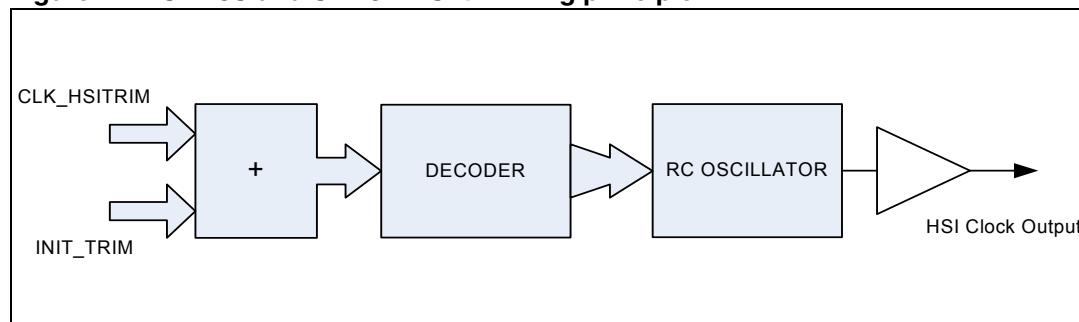 CLK_HSITRIM
+
DECODER
RC OSCILLATOR
INIT_TRIM
HSI Clock Output